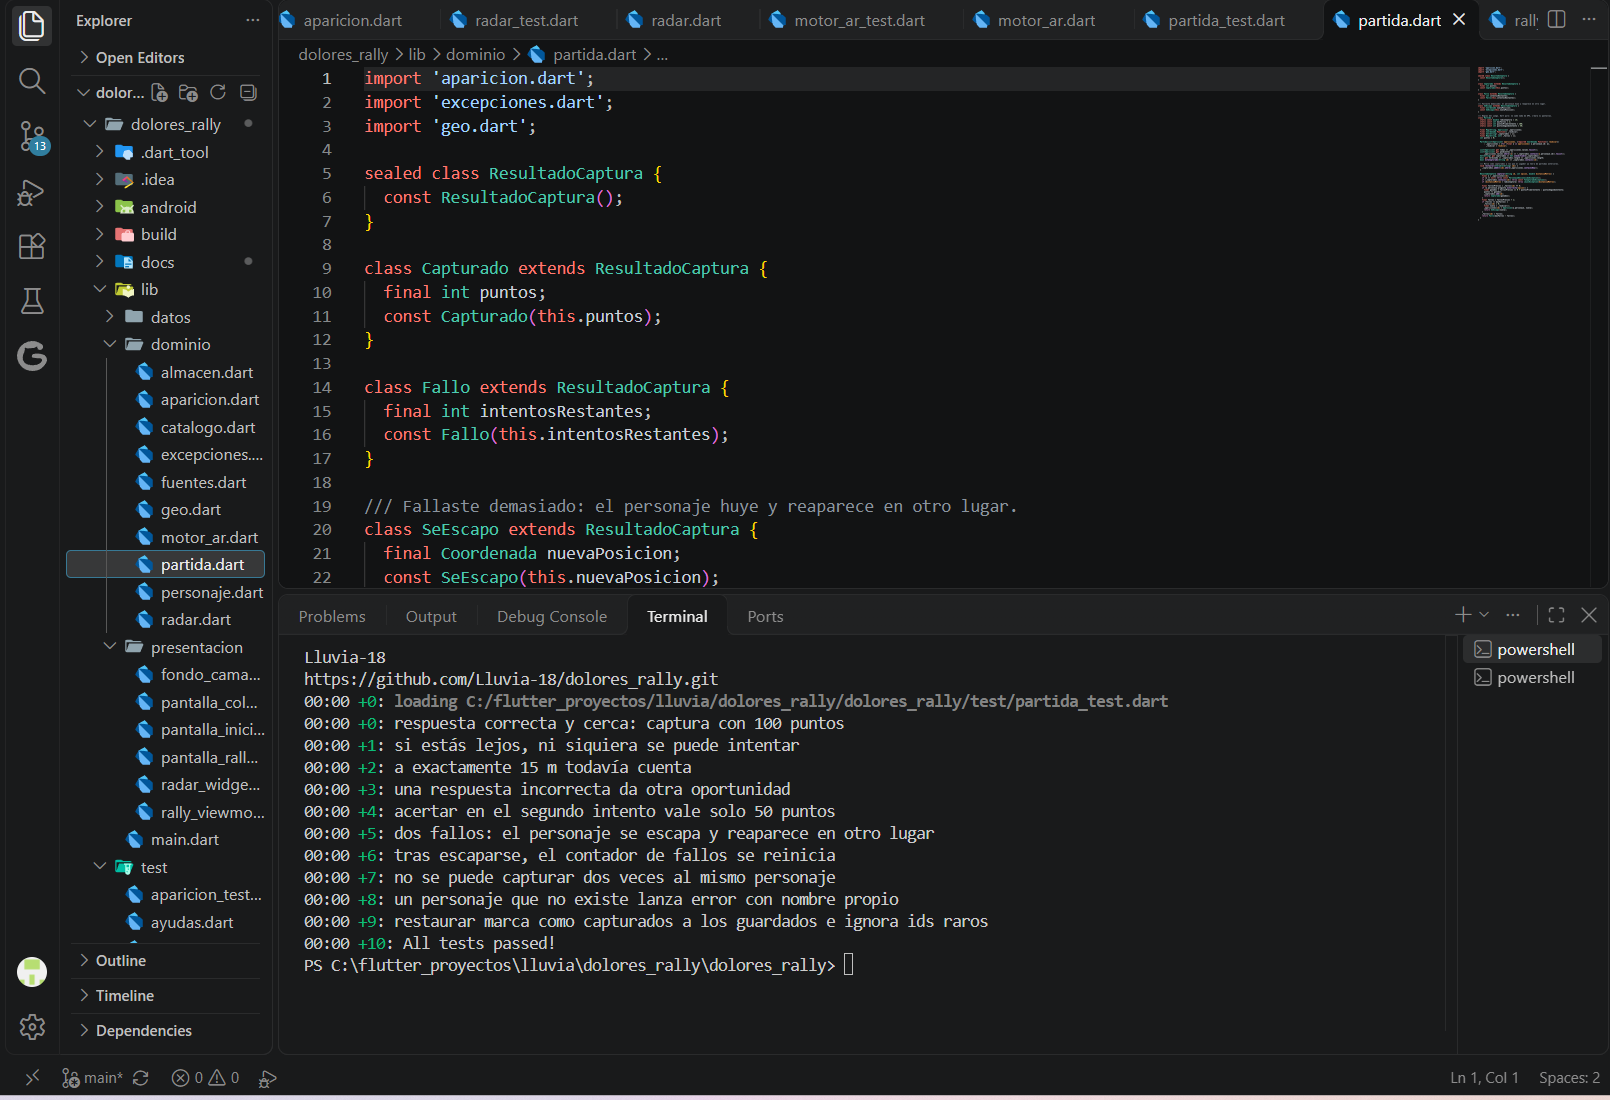 Explorer
Open Editors
dolor...
dolores_rally
.dart_tool
.idea
android
build
docs
lib
datos
dominio
almacen.dart
aparicion.dart
catalogo.dart
excepciones....
fuentes.dart
geo.dart
motor_ar.dart
partida.dart
personaje.dart
radar.dart
presentacion
fondo_cama...
pantalla_col...
pantalla_inici...
pantalla_rall...
radar_widge...
rally_viewmo...
main.dart
test
aparicion_test...
ayudas.dart
Outline
Timeline
Dependencies
13
aparicion.dart
radar_test.dart
radar.dart
motor_ar_test.dart
motor_ar.dart
partida_test.dart
partida.dart
rally
dolores_rally > lib > dominio > partida.dart > ...
1 import 'aparicion.dart';
2 import 'excepciones.dart';
3 import 'geo.dart';
4
5 sealed class ResultadoCaptura {
6 const ResultadoCaptura();
7 }
8
9 class Capturado extends ResultadoCaptura {
10 final int puntos;
11 const Capturado(this.puntos);
12 }
13
14 class Fallo extends ResultadoCaptura {
15 final int intentosRestantes;
16 const Fallo(this.intentosRestantes);
17 }
18
19 /// Fallaste demasiado: el personaje huye y reaparece en otro lugar.
20 class SeEscapo extends ResultadoCaptura {
21 final Coordenada nuevaPosicion;
22 const SeEscapo(this.nuevaPosicion);
Problems
Output
Debug Console
Terminal
Ports
powershell
powershell
Lluvia-18
https://github.com/Lluvia-18/dolores_rally.git
00:00 +0: loading C:/flutter_proyectos/lluvia/dolores_rally/dolores_rally/test/partida_test.dart
00:00 +0: respuesta correcta y cerca: captura con 100 puntos
00:00 +1: si estás lejos, ni siquiera se puede intentar
00:00 +2: a exactamente 15 m todavía cuenta
00:00 +3: una respuesta incorrecta da otra oportunidad
00:00 +4: acertar en el segundo intento vale solo 50 puntos
00:00 +5: dos fallos: el personaje se escapa y reaparece en otro lugar
00:00 +6: tras escaparse, el contador de fallos se reinicia
00:00 +7: no se puede capturar dos veces al mismo personaje
00:00 +8: un personaje que no existe lanza error con nombre propio
00:00 +9: restaurar marca como capturados a los guardados e ignora ids raros
00:00 +10: All tests passed!
PS C:\flutter_proyectos\lluvia\dolores_rally\dolores_rally>
main*
0
0
Ln 1, Col 1
Spaces: 2